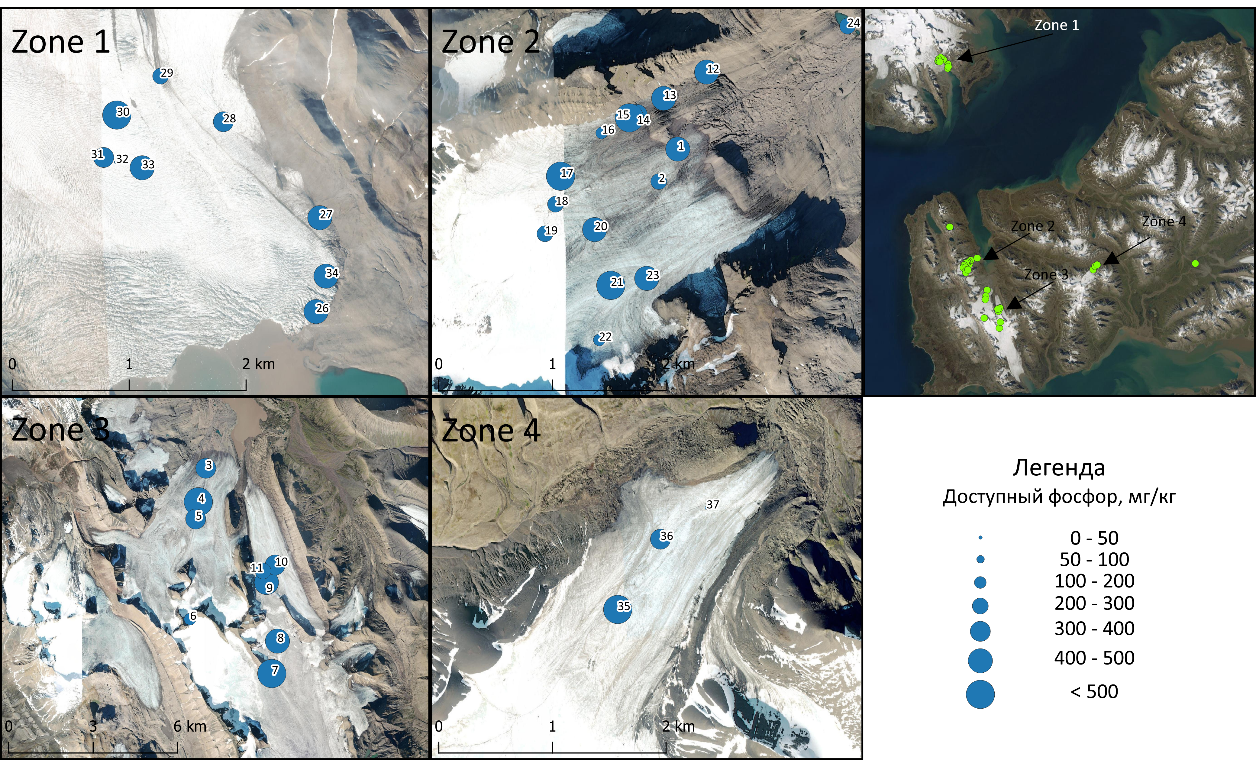 Zone 1
29
30
28
31
32
33
27
34
26
0 1 2 km
Zone 2
24
12
13
15
14
16
1
17
2
18
19
20
21
23
22
0 1 2 km
Zone 1
Zone 2
Zone 4
Zone 3
Zone 3
3
4
5
10
11
9
6
8
7
0 3 6 km
Zone 4
37
36
35
0 1 2 km
Легенда
Доступный фосфор, мг/кг
0 - 50
50 - 100
100 - 200
200 - 300
300 - 400
400 - 500
< 500